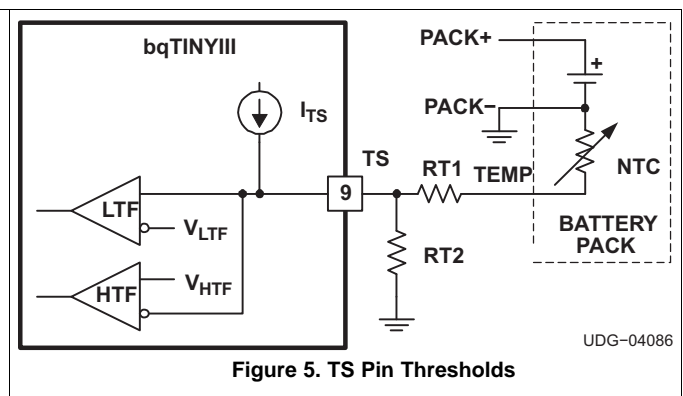 bqTINYIII
PACK+
+
I_TS
PACK−
TS
RT1
TEMP
NTC
9
LTF
V_LTF
BATTERY
PACK
RT2
HTF
V_HTF
UDG−04086
Figure 5. TS Pin Thresholds